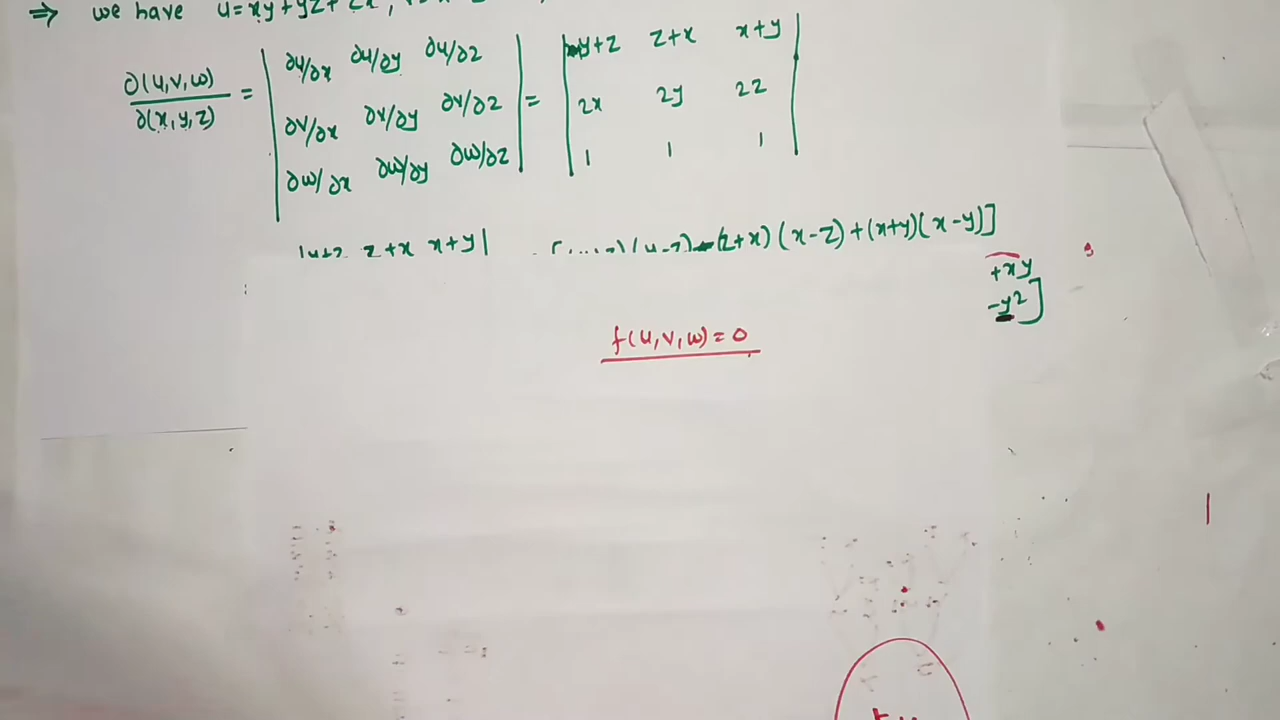 ⇒ we have u=xy+yz+zx,
∂(u,v,w)/∂(x,y,z) = | ∂u/∂x ∂u/∂y ∂u/∂z | = | y+z z+x x+y |
∂v/∂x ∂v/∂y ∂v/∂z 2x 2y 2z
∂w/∂x ∂w/∂y ∂w/∂z 1 1 1
z+x x+y| (z+x)(x-z)+(x+y)(x-y)]
+xy
-y²]
f(u,v,w)=0